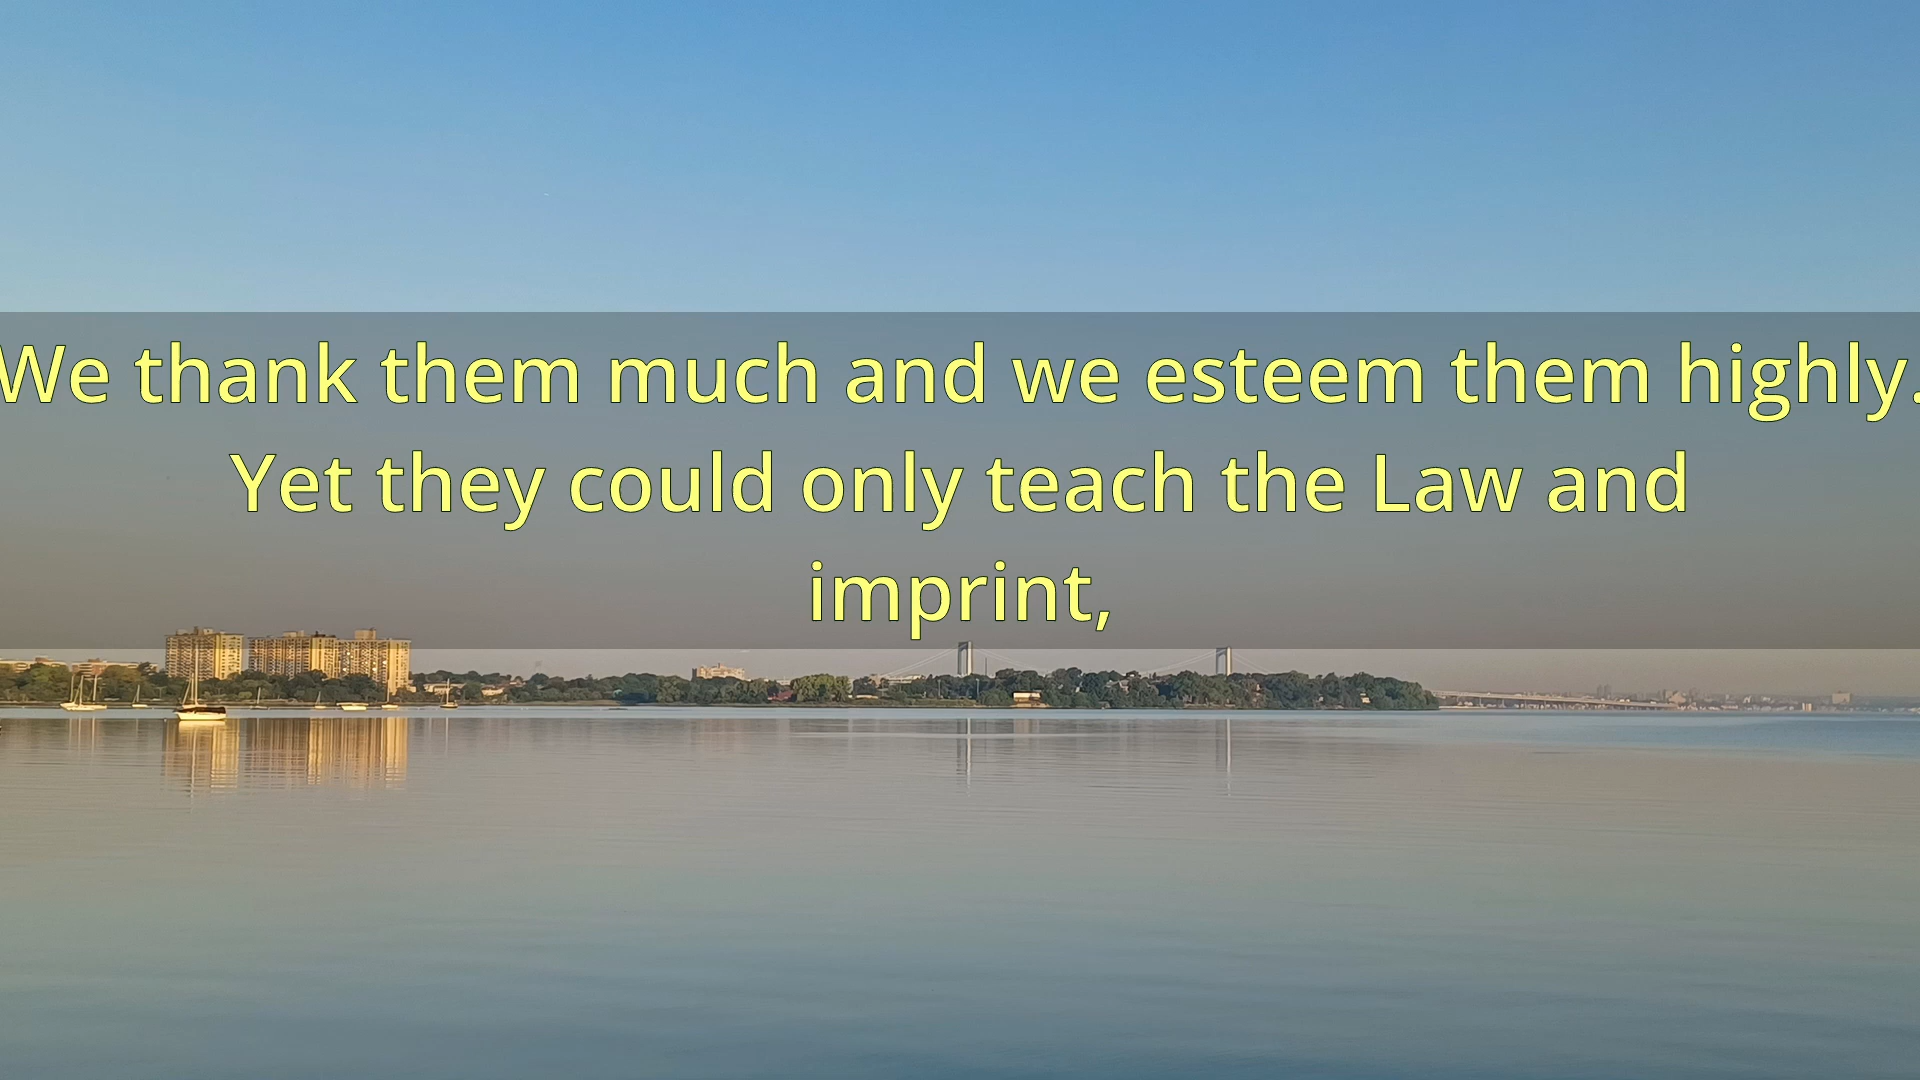 We thank them much and we esteem them highly.
Yet they could only teach the Law and
imprint,